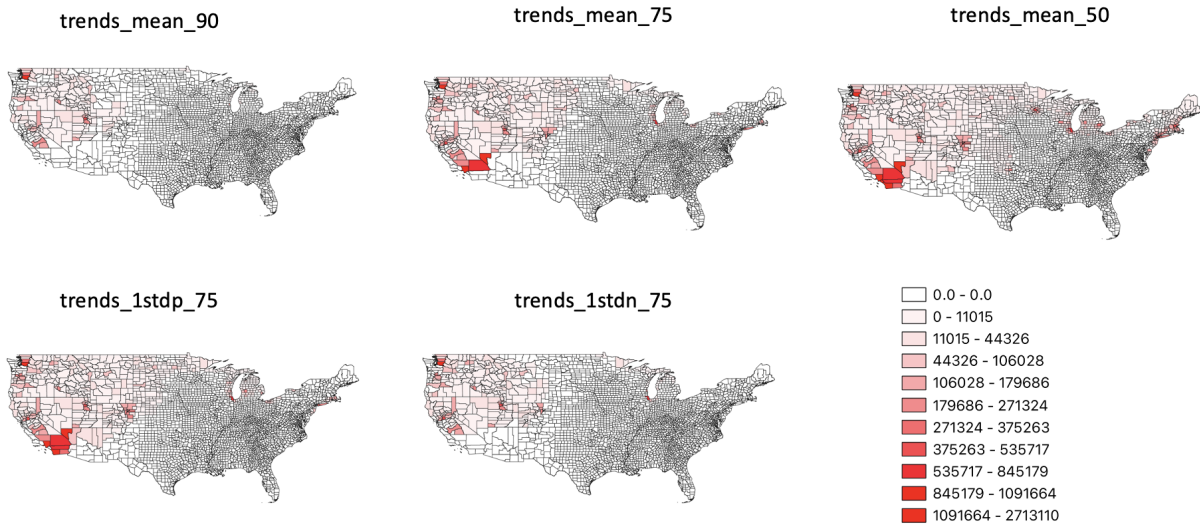 trends_mean_90
trends_mean_75
trends_mean_50
trends_1stdp_75
trends_1stdn_75
0.0 - 0.0
0 - 11015
11015 - 44326
44326 - 106028
106028 - 179686
179686 - 271324
271324 - 375263
375263 - 535717
535717 - 845179
845179 - 1091664
1091664 - 2713110